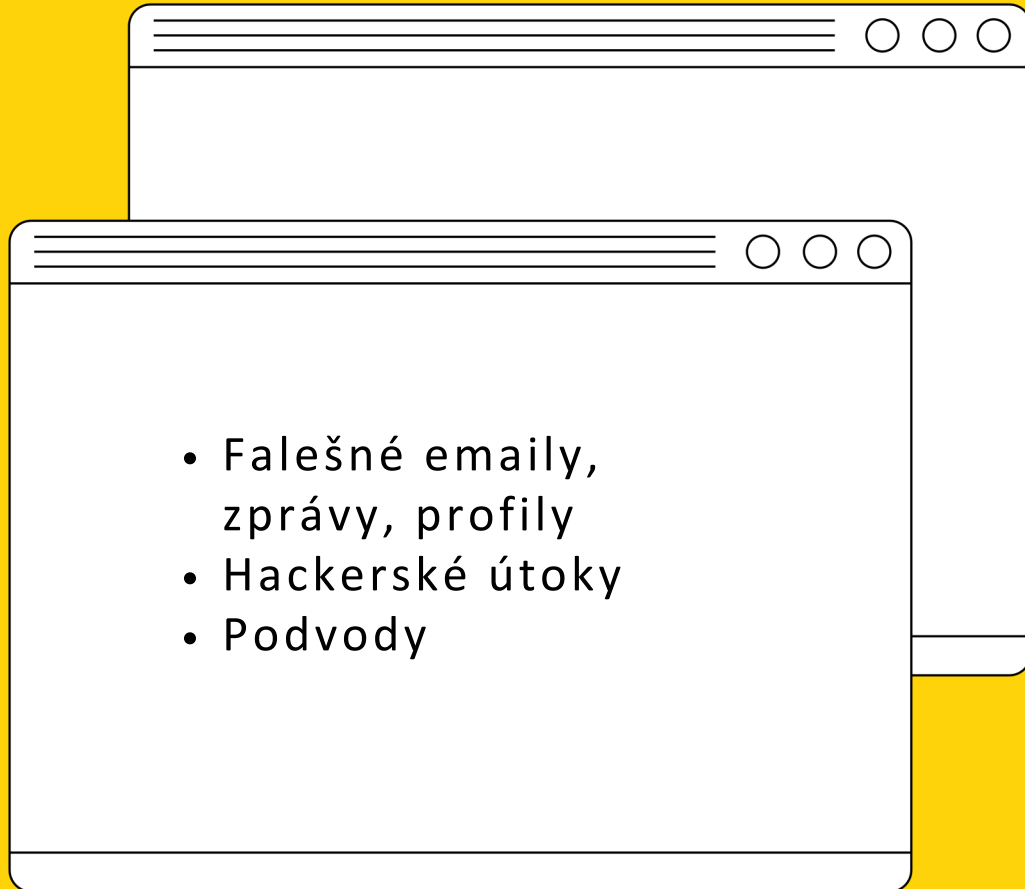 • Falešné emaily,
zprávy, profily
• Hackerské útoky
• Podvody